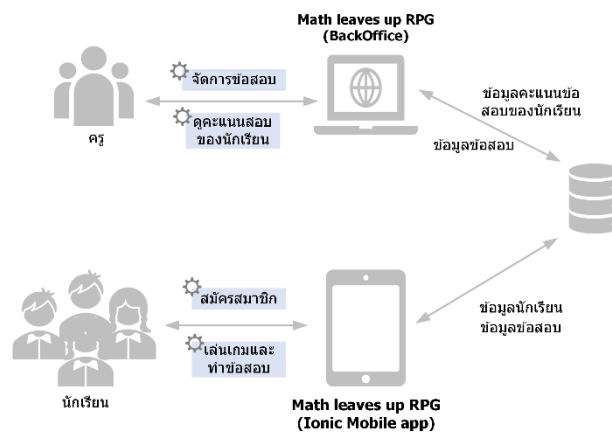 Math leaves up RPG
(BackOffice)
จัดการข้อสอบ
ดูคะแนนสอบ
ของนักเรียน
ครู
ข้อมูลคะแนนข้อ
สอบของนักเรียน
ข้อมูลข้อสอบ
สมัครสมาชิก
เล่นเกมและ
ทำข้อสอบ
นักเรียน
ข้อมูลนักเรียน
ข้อมูลข้อสอบ
Math leaves up RPG
(Ionic Mobile app)